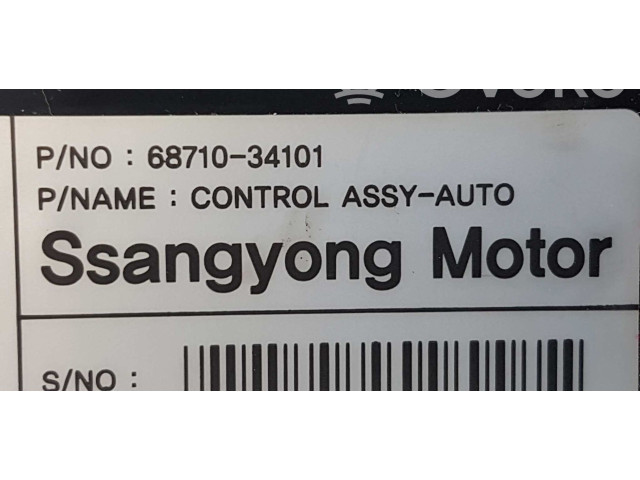 P/NO : 68710-34101
P/NAME : CONTROL ASSY-AUTO
Ssangyong Motor
S/NO :